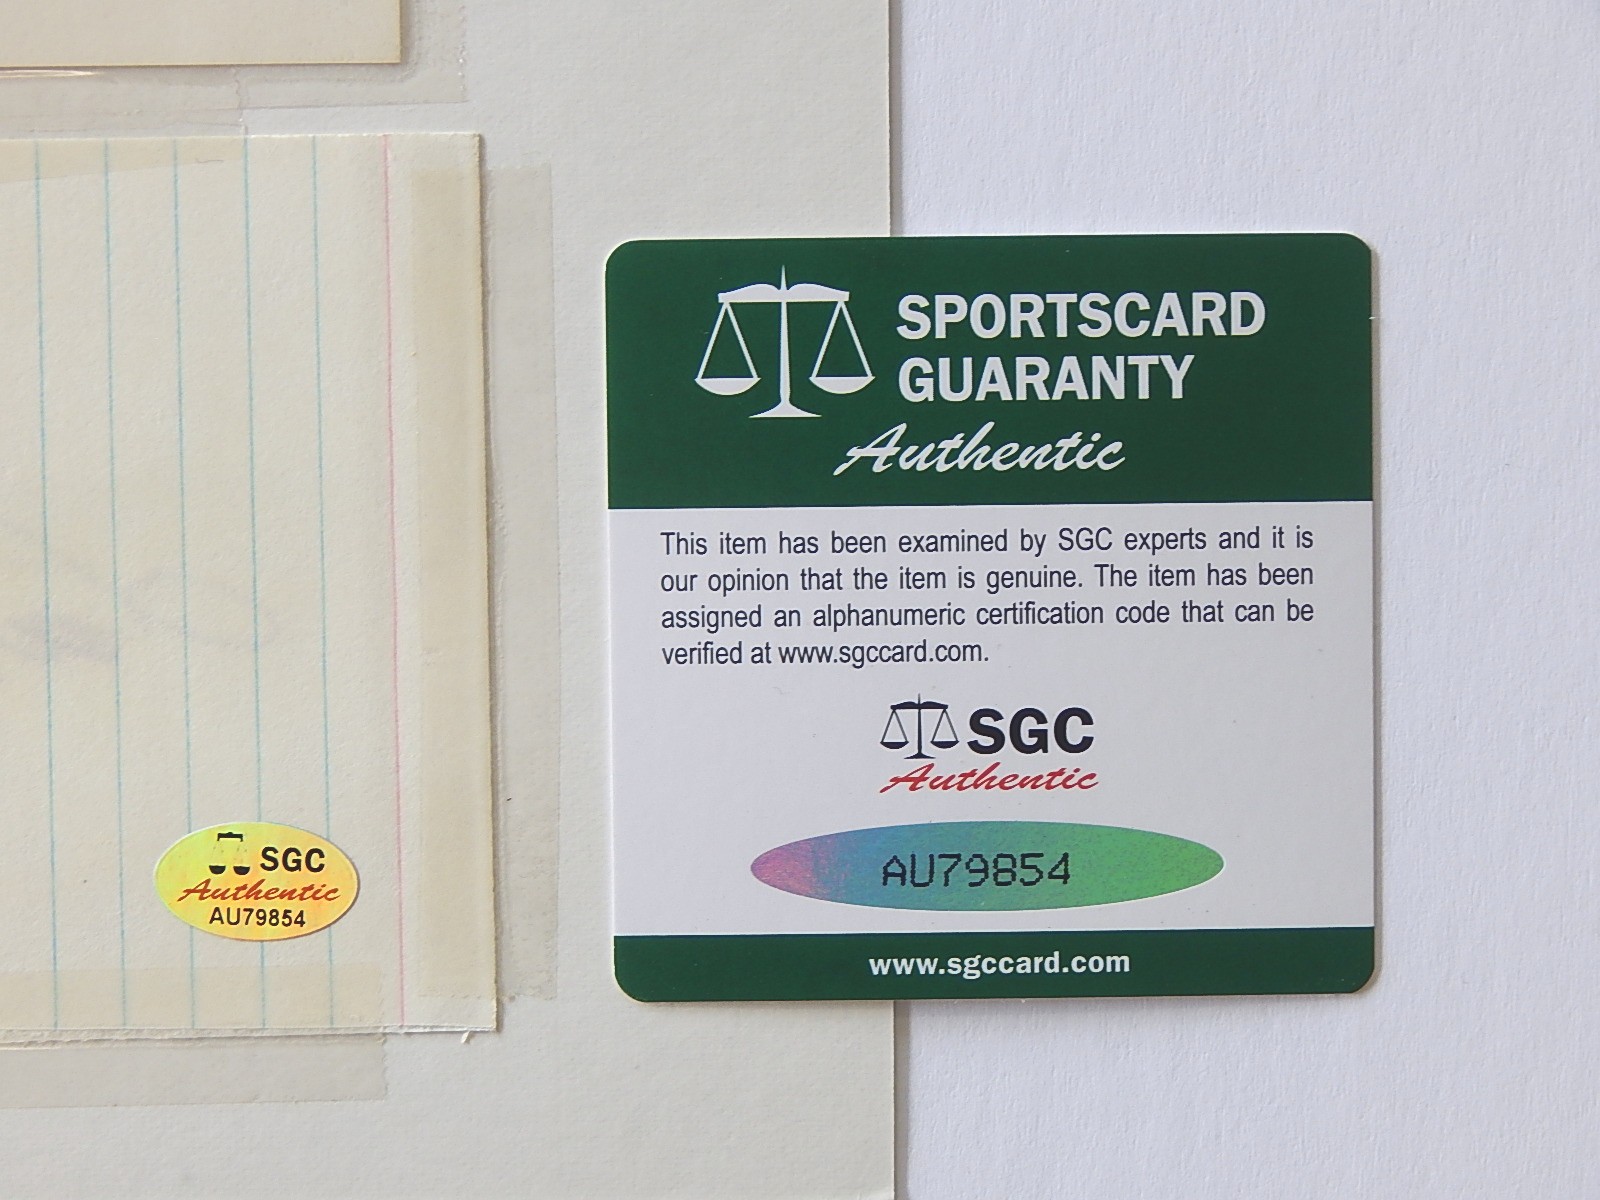 SPORTSCARD
GUARANTY
Authentic
This item has been examined by SGC experts and it is
our opinion that the item is genuine. The item has been
assigned an alphanumeric certification code that can be
verified at www.sgccard.com.
SGC
Authentic
AU79854
www.sgccard.com
SGC
Authentic
AU79854